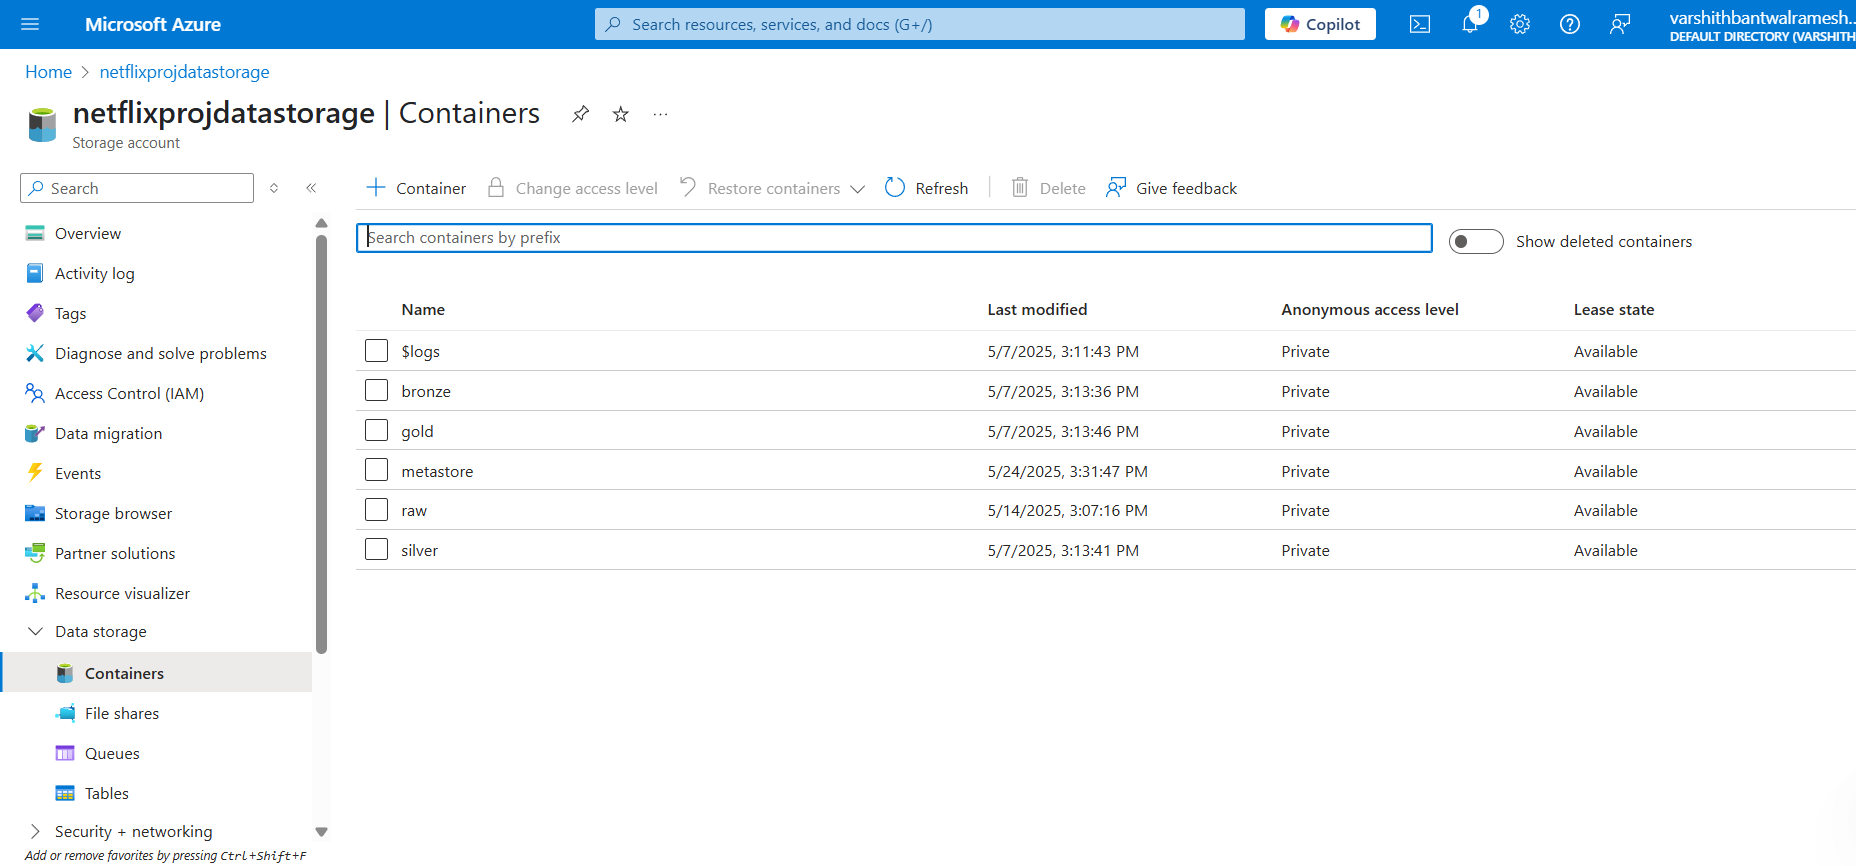 Microsoft Azure
Search resources, services, and docs (G+/)
Copilot
1
varshithbantwalramesh...
DEFAULT DIRECTORY (VARSHITH
Home > netflixprojdatastorage
netflixprojdatastorage | Containers
Storage account
Search
Container
Change access level
Restore containers
Refresh
Delete
Give feedback
Search containers by prefix
Show deleted containers
Overview
Activity log
Tags
Diagnose and solve problems
Access Control (IAM)
Data migration
Events
Storage browser
Partner solutions
Resource visualizer
Data storage
Containers
File shares
Queues
Tables
Security + networking
Add or remove favorites by pressing Ctrl+Shift+F
Name Last modified Anonymous access level Lease state
$logs 5/7/2025, 3:11:43 PM Private Available
bronze 5/7/2025, 3:13:36 PM Private Available
gold 5/7/2025, 3:13:46 PM Private Available
metastore 5/24/2025, 3:31:47 PM Private Available
raw 5/14/2025, 3:07:16 PM Private Available
silver 5/7/2025, 3:13:41 PM Private Available